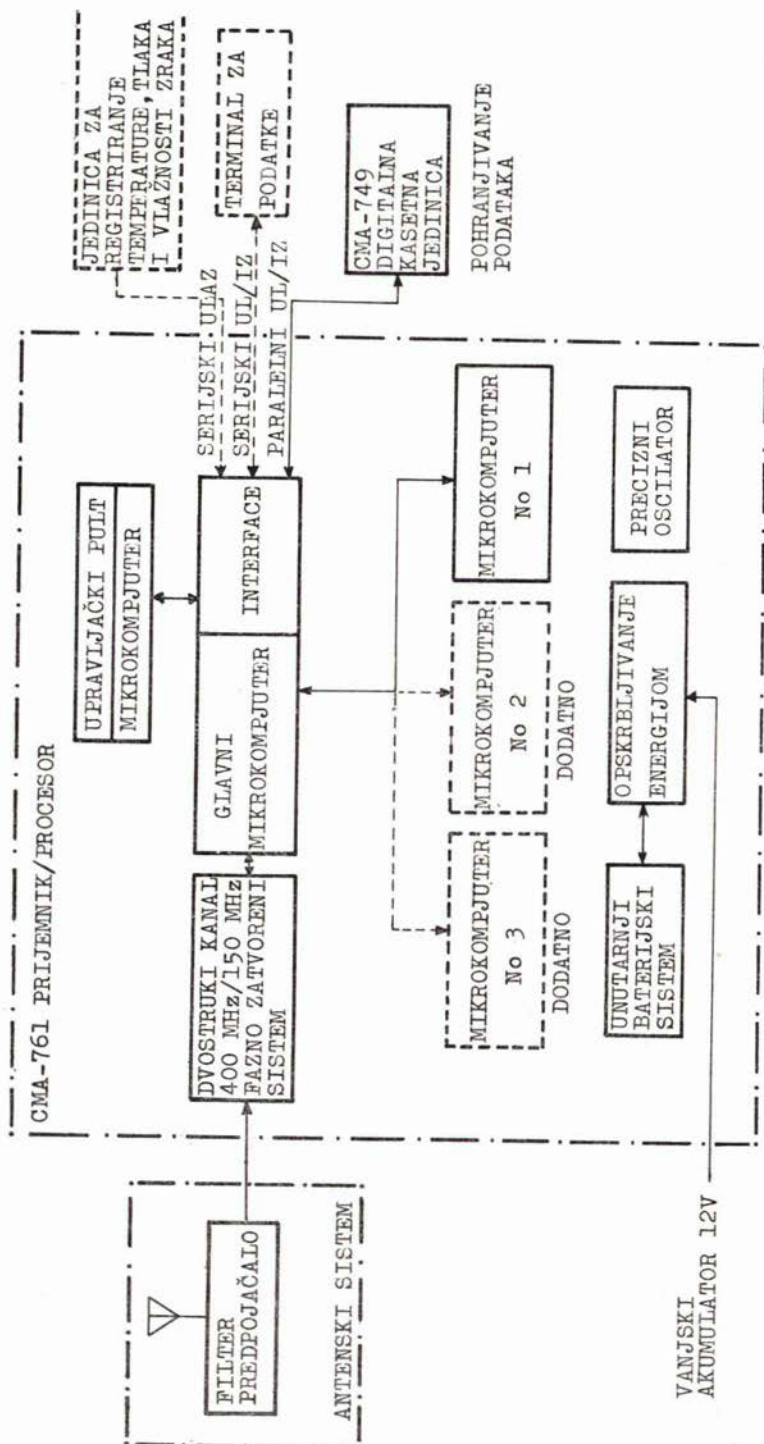 CMA-761 PRIJEMNIK/PROCESOR
FILTER
PREDPOJAČALO
ANTENSKI SISTEM
DVOSTRUKI KANAL
400 MHz/150 MHz
FAZNO ZATVORENI
SISTEM
UPRAVLJAČKI PULT
MIKROKOMPJUTER
GLAVNI
MIKROKOMPJUTER
INTERFACE
SERIJSKI ULAZ
SERIJSKI UL/IZ
PARALELNI UL/IZ
JEDINICA ZA
REGISTRIRANJE
TEMPERATURE,TLAKA
I VLAŽNOSTI ZRAKA
TERMINAL ZA
PODATKE
CMA-749
DIGITALNA
KASETNA
JEDINICA
POHRANJIVANJE
PODATAKA
MIKROKOMPJUTER
No 3
DODATNO
MIKROKOMPJUTER
No 2
DODATNO
MIKROKOMPJUTER
No 1
UNUTARNJI
BATERIJSKI
SISTEM
OPSKRBLJIVANJE
ENERGIJOM
PRECIZNI
OSCILATOR
VANJSKI
AKUMULATOR 12V